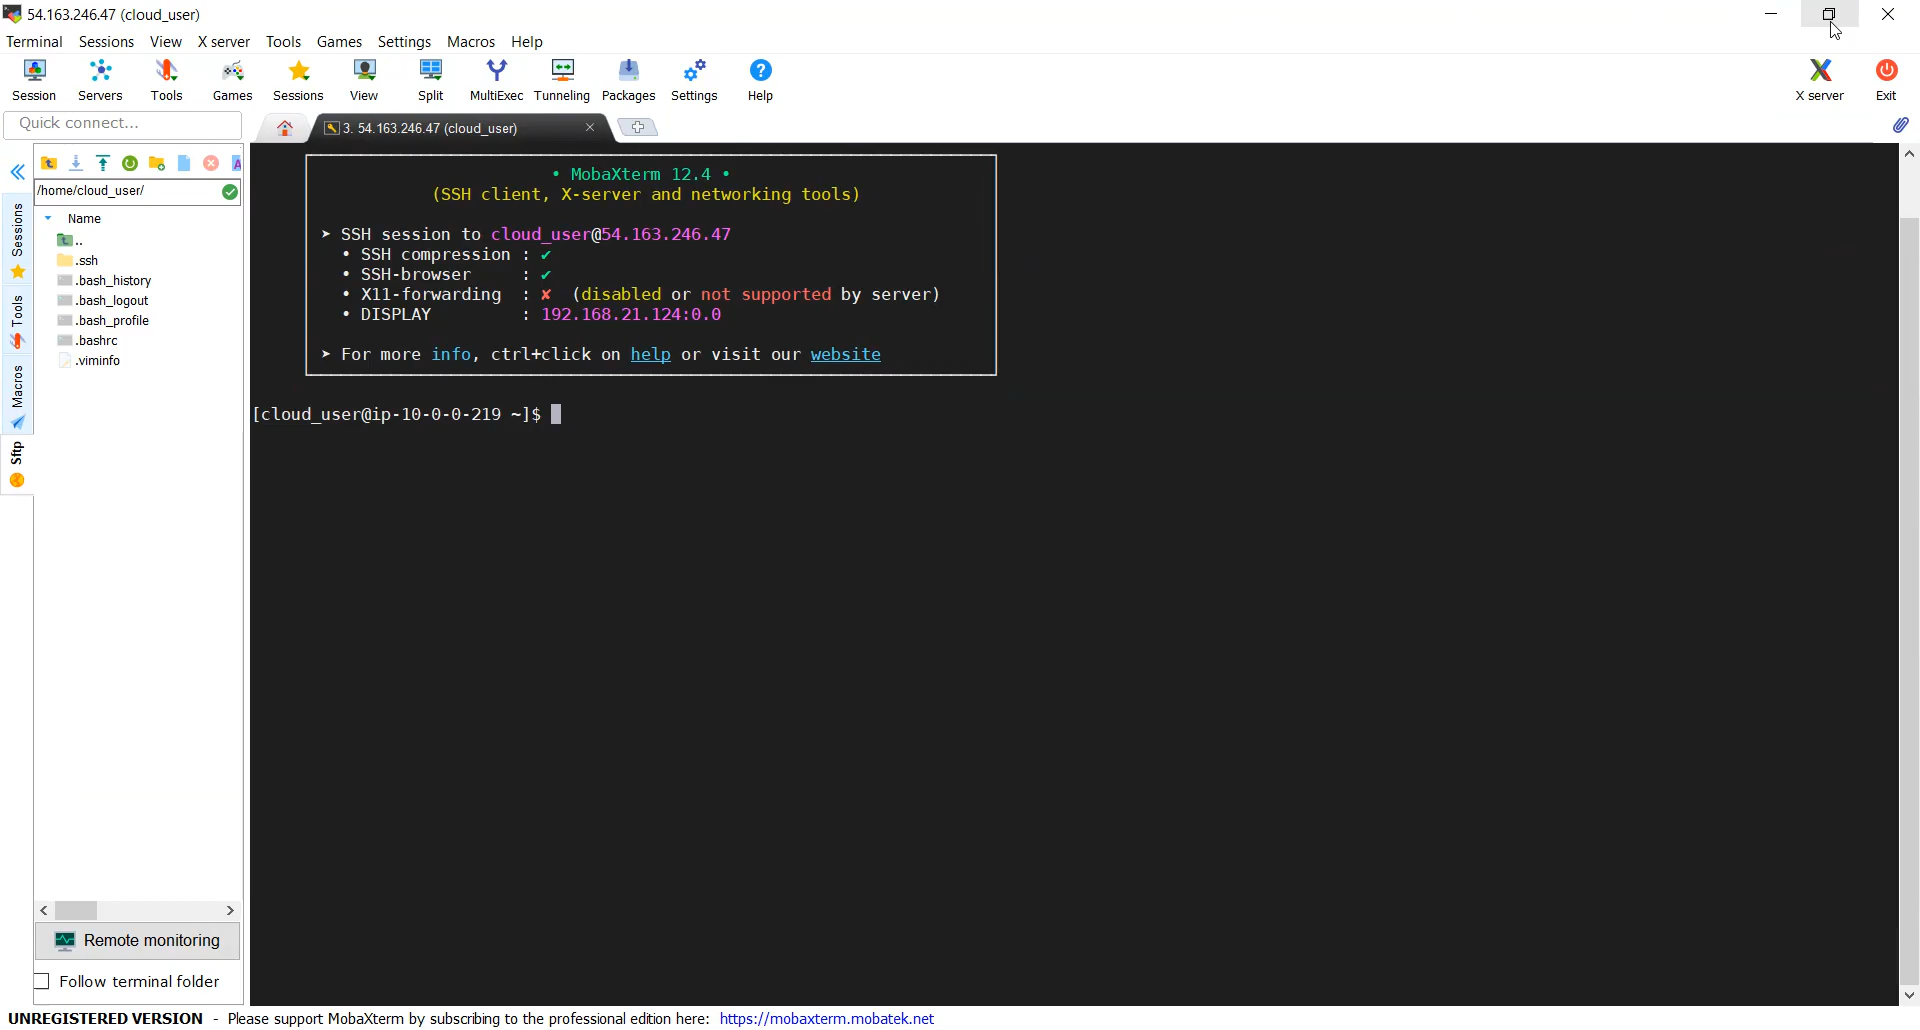 54.163.246.47 (cloud_user)
Terminal Sessions View X server Tools Games Settings Macros Help
Session Servers Tools Games Sessions View Split MultiExec Tunneling Packages Settings Help X server Exit
Quick connect...
3. 54.163.246.47 (cloud_user)
/home/cloud_user/
Name
..
.ssh
.bash_history
.bash_logout
.bash_profile
.bashrc
.viminfo
Sessions
Tools
Macros
Sftp
• MobaXterm 12.4 •
(SSH client, X-server and networking tools)
➤ SSH session to cloud_user@54.163.246.47
• SSH compression : ✔
• SSH-browser : ✔
• X11-forwarding : ✘ (disabled or not supported by server)
• DISPLAY : 192.168.21.124:0.0
➤ For more info, ctrl+click on help or visit our website
[cloud_user@ip-10-0-0-219 ~]$
Remote monitoring
Follow terminal folder
UNREGISTERED VERSION - Please support MobaXterm by subscribing to the professional edition here: https://mobaxterm.mobatek.net